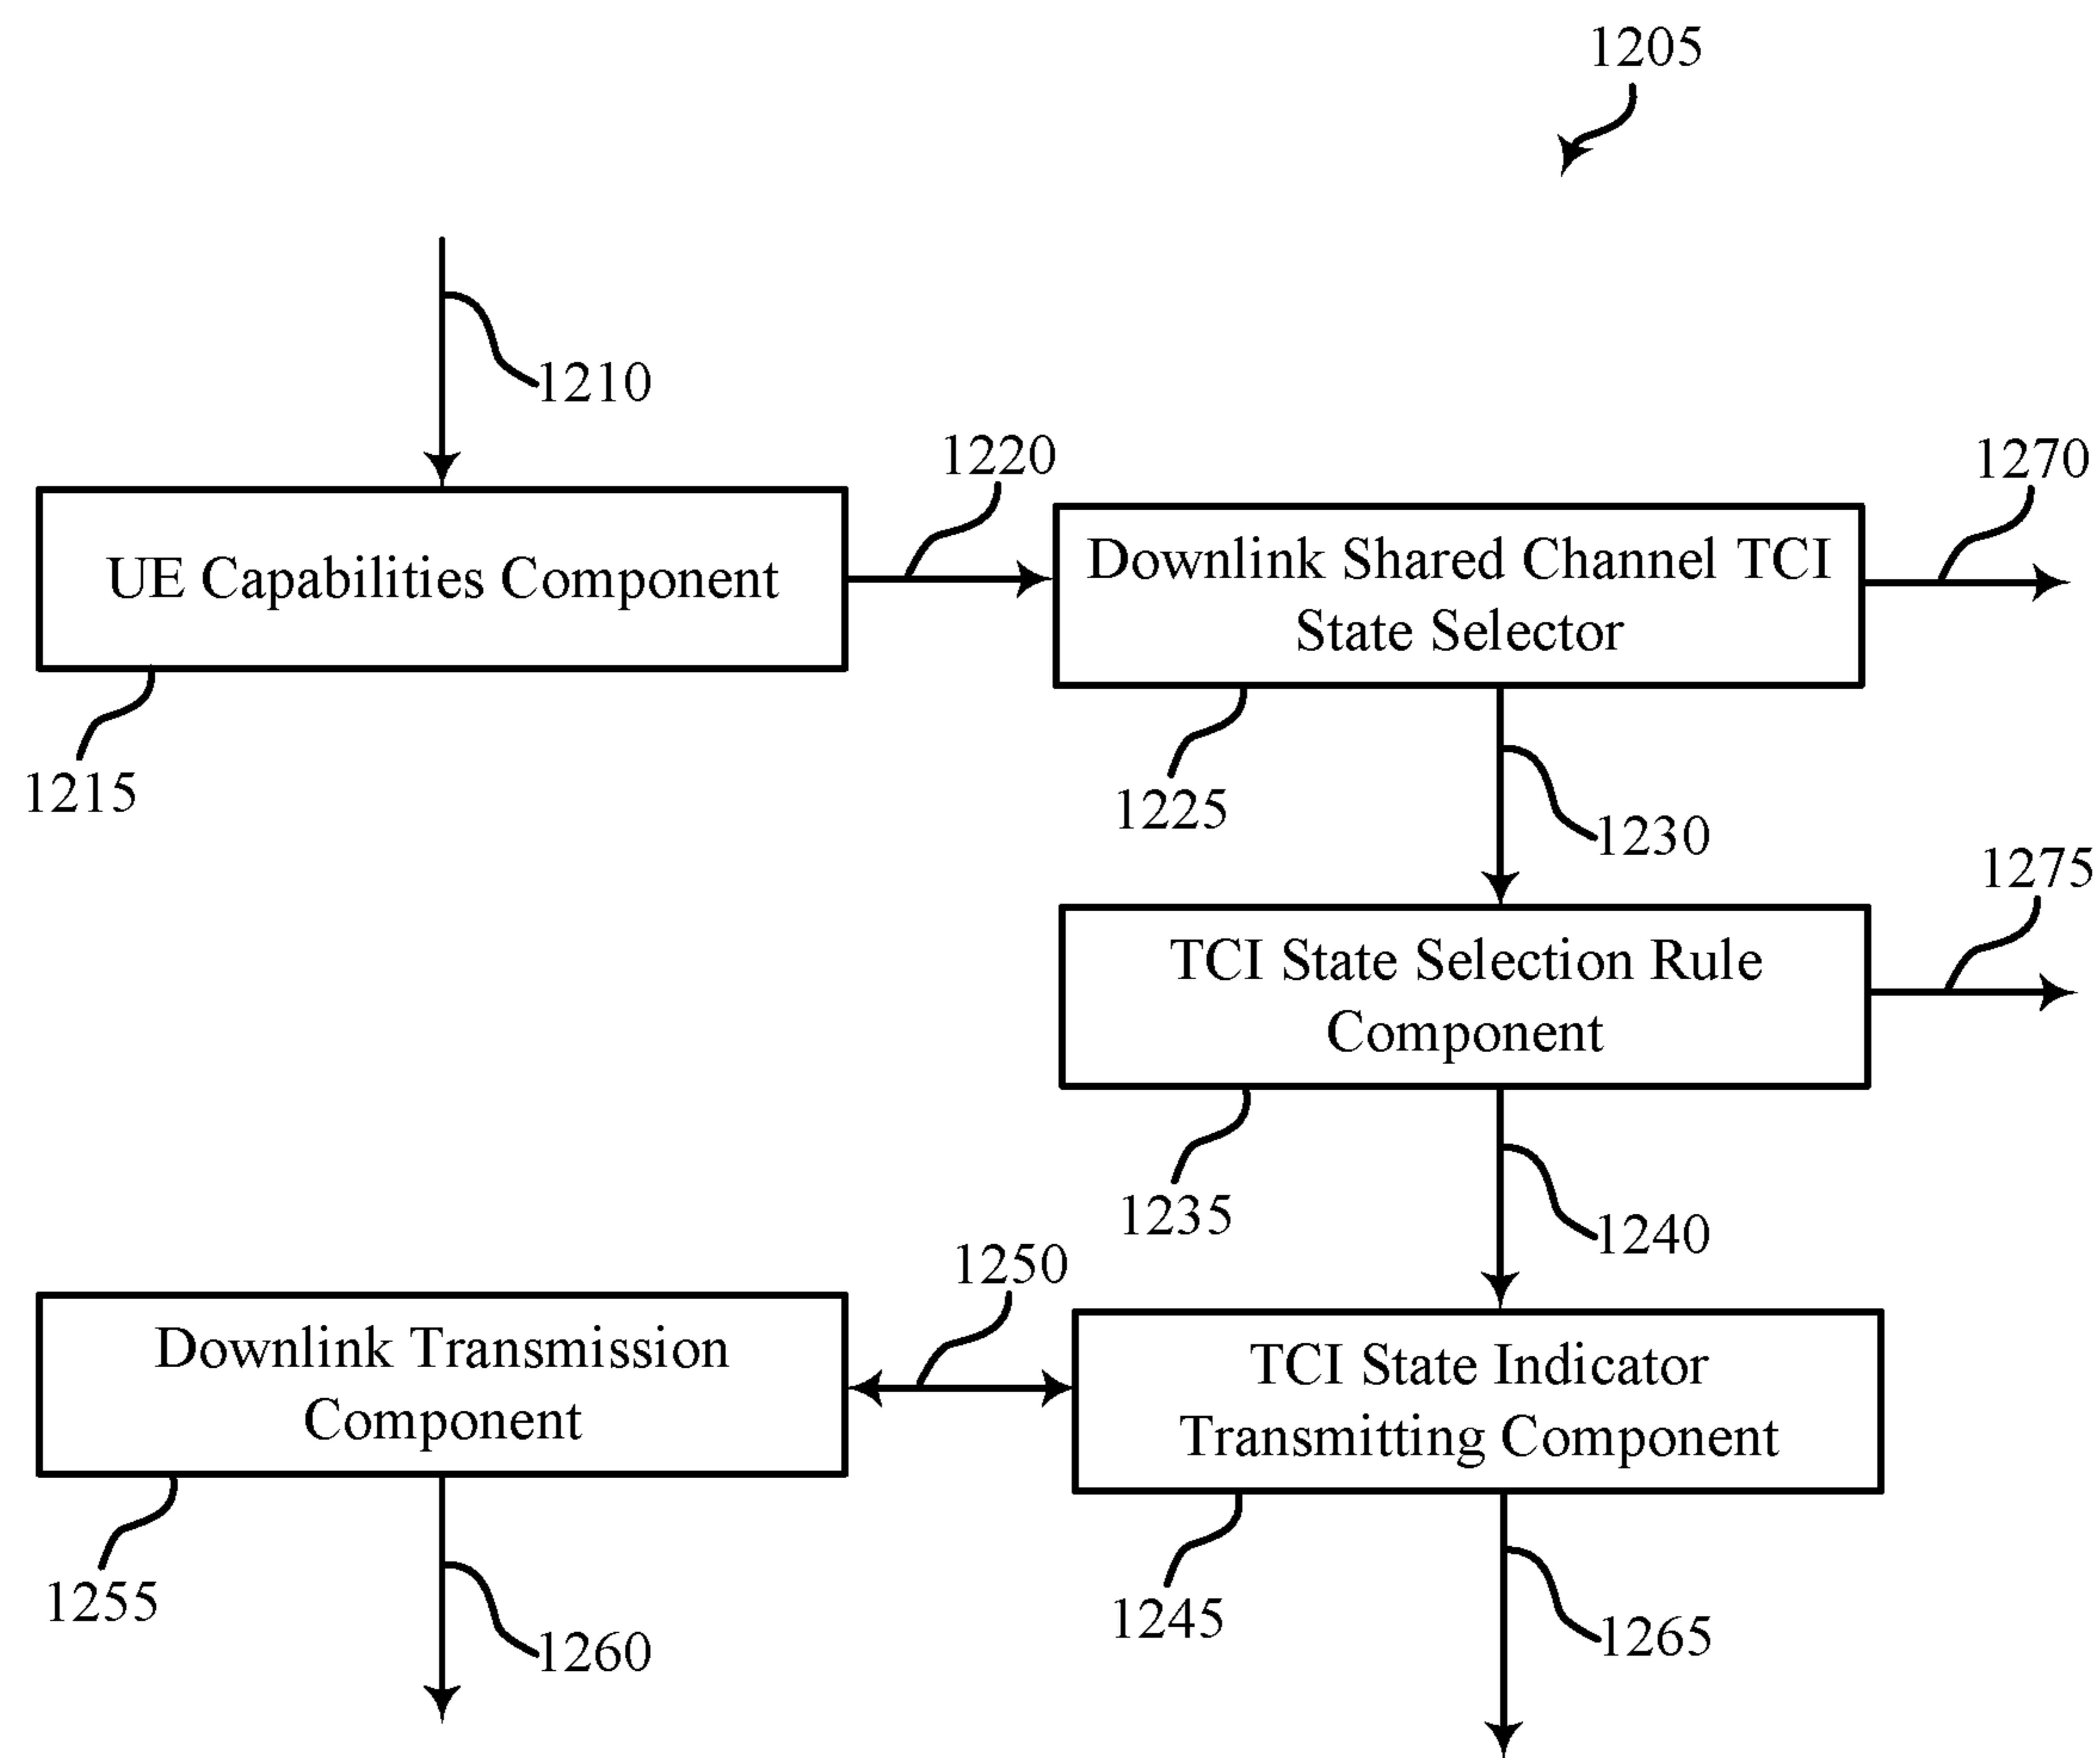 1205
1210
1220
1270
UE Capabilities Component
Downlink Shared Channel TCI
State Selector
1215
1225
1230
1275
TCI State Selection Rule
Component
1235
1240
1250
Downlink Transmission
Component
TCI State Indicator
Transmitting Component
1255
1245
1260
1265